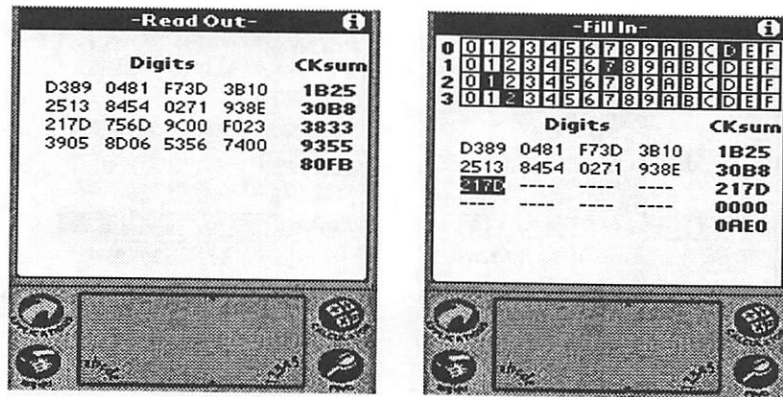 -Read Out-
Digits CKsum
D389 0481 F73D 3B10 1B25
2513 8454 0271 938E 30B8
217D 756D 9C00 F023 3833
3905 8D06 5356 7400 9355
80FB
abcdc
12345
-Fill In-
0 0 1 2 3 4 5 6 7 8 9 A B C D E F
1 0 1 2 3 4 5 6 7 8 9 A B C D E F
2 0 1 2 3 4 5 6 7 8 9 A B C D E F
3 0 1 2 3 4 5 6 7 8 9 A B C D E F
Digits CKsum
D389 0481 F73D 3B10 1B25
2513 8454 0271 938E 30B8
217D ---- ---- ---- 217D
---- ---- ---- ---- 0000
0AE0
CALCULATOR